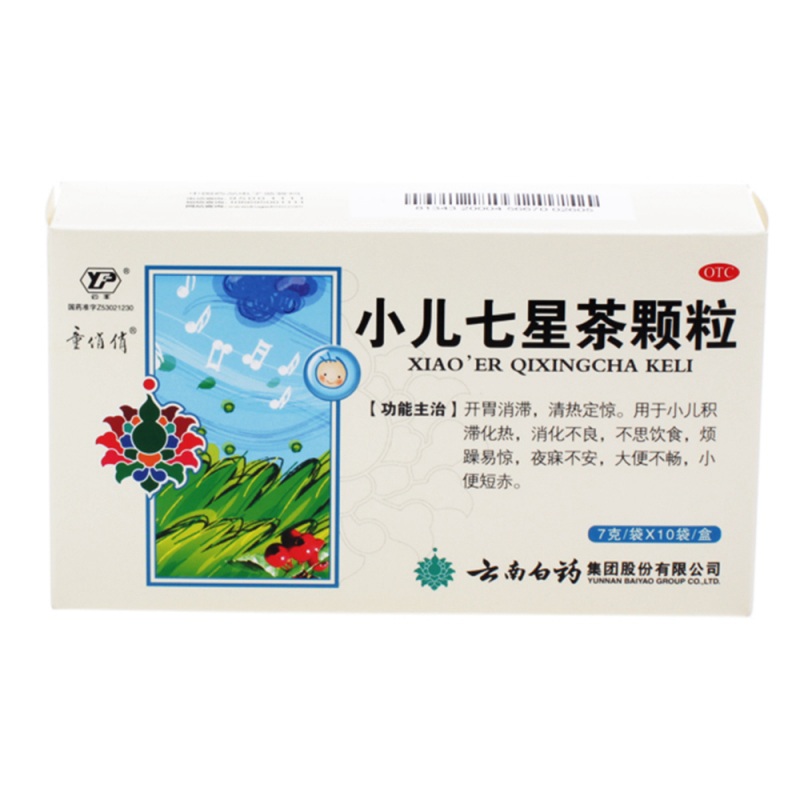 81343 20004 50670 02605
OTC
YP
国药准字Z53021230
童俏俏
小儿七星茶颗粒
XIAO'ER QIXINGCHA KELI
【功能主治】开胃消滞，清热定惊。用于小儿积
滞化热，消化不良，不思饮食，烦
躁易惊，夜寐不安，大便不畅，小
便短赤。
7克/袋X10袋/盒
云南白药集团股份有限公司
YUNNAN BAIYAO GROUP CO.,LTD.